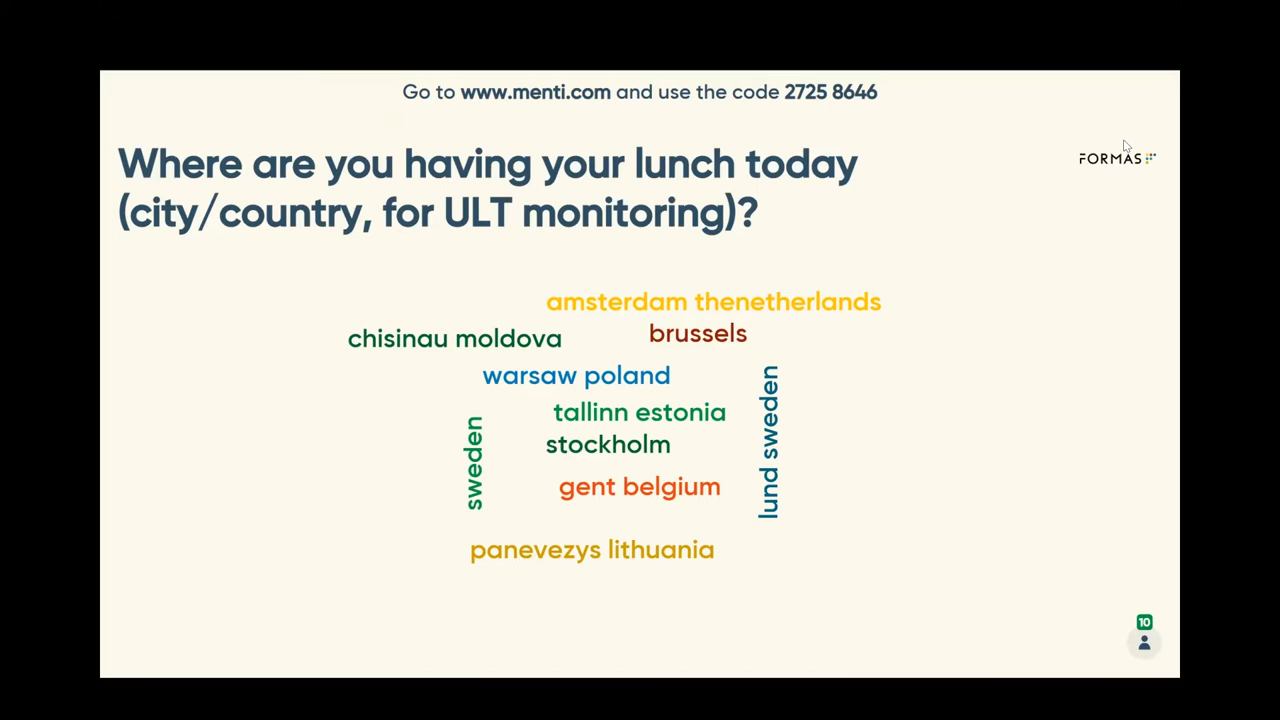 Go to www.menti.com and use the code 2725 8646
Where are you having your lunch today
(city/country, for ULT monitoring)?
FORMAS
amsterdam thenetherlands
brussels
chisinau moldova
warsaw poland
tallinn estonia
stockholm
sweden
lund sweden
gent belgium
panevezys lithuania
10